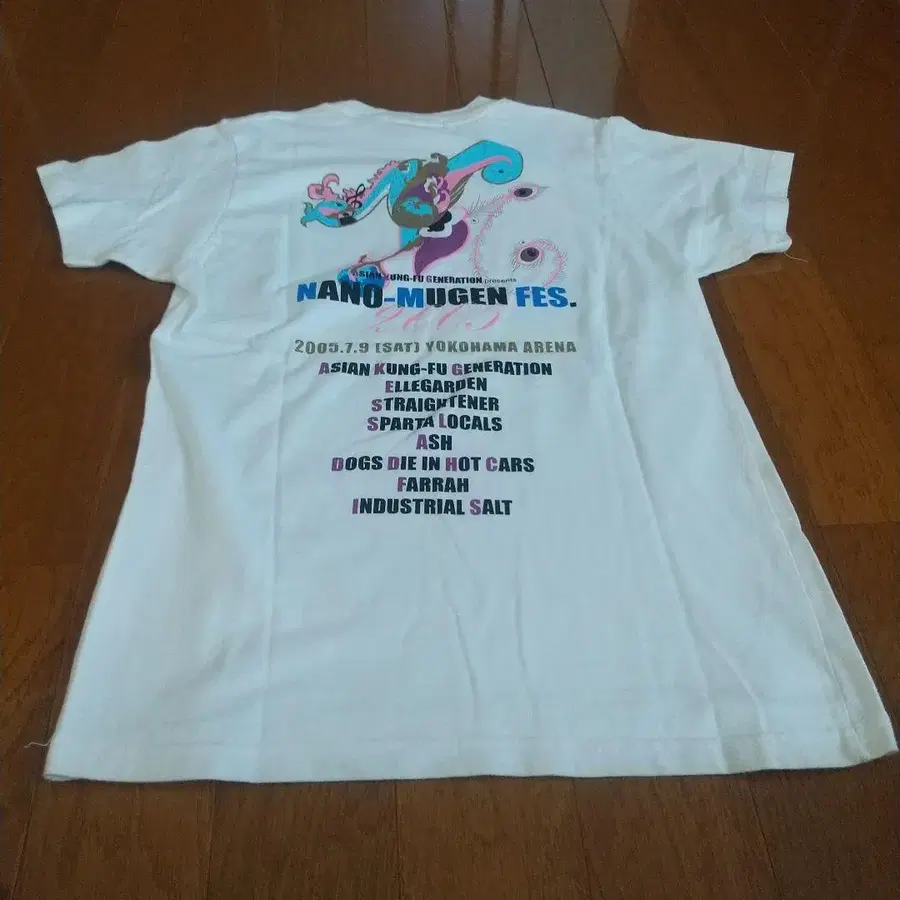 ASIAN KUNG-FU GENERATION presents
NANO-MUGEN FES.
2005
2005.7.9 [SAT] YOKOHAMA ARENA
ASIAN KUNG-FU GENERATION
ELLEGARDEN
STRAIGHTENER
SPARTA LOCALS
ASH
DOGS DIE IN HOT CARS
FARRAH
INDUSTRIAL SALT